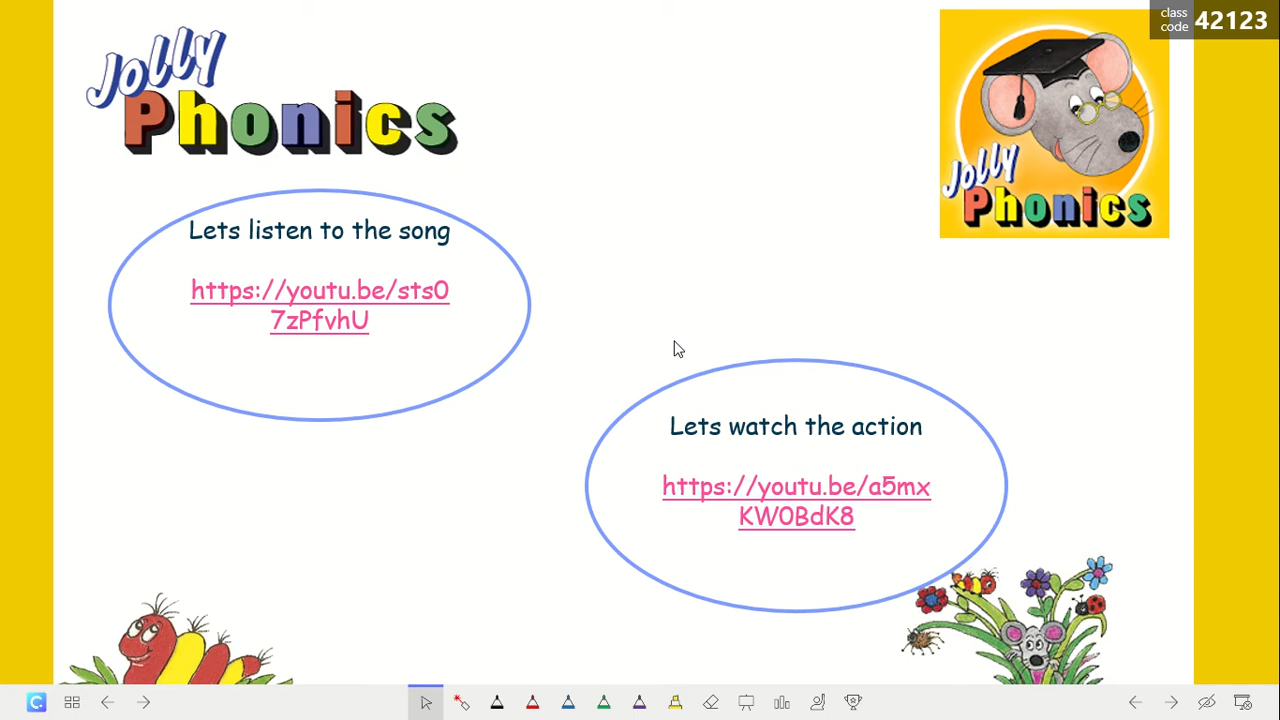 class
code
42123
Jolly
Phonics
Jolly
Phonics
Lets listen to the song
https://youtu.be/sts0
7zPfvhU
Lets watch the action
https://youtu.be/a5mx
KW0BdK8